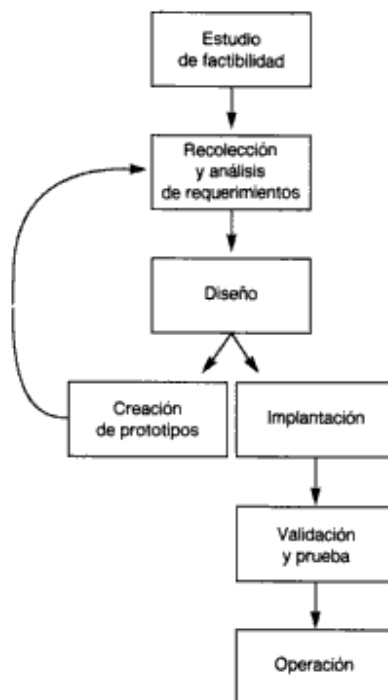 Estudio
de factibilidad
Recolección
y análisis
de requerimientos
Diseño
Creación
de prototipos
Implantación
Validación
y prueba
Operación